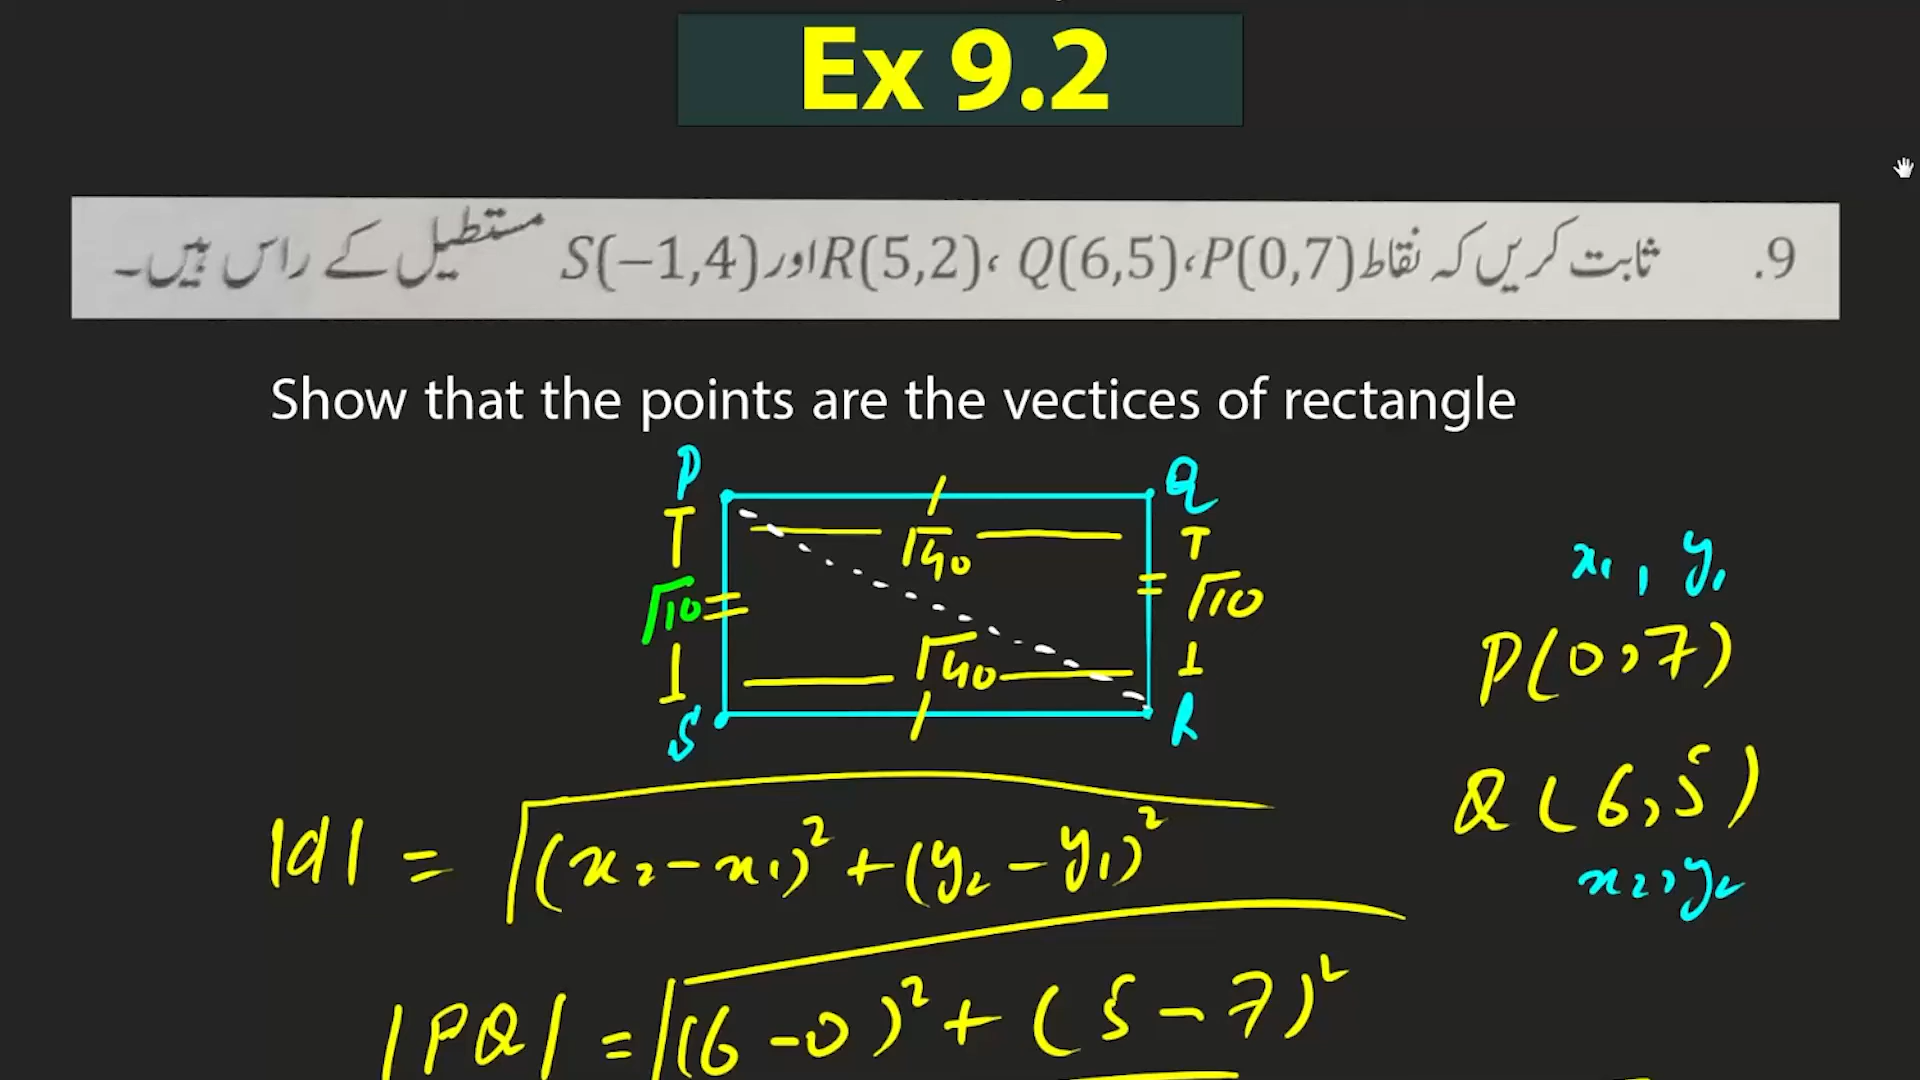 Ex 9.2
.9 ثابت کریں کہ نقاط P(0,7)، Q(6,5)، R(5,2) اور S(−1,4) مستطیل کے راس ہیں۔
Show that the points are the vectices of rectangle
P Q
√40
√10 √10
√40
S R
x₁, y₁
P(0,7)
Q(6,5)
x₂, y₂
|d| = √(x₂-x₁)²+(y₂-y₁)²
|PQ| = √(6-0)²+(5-7)²